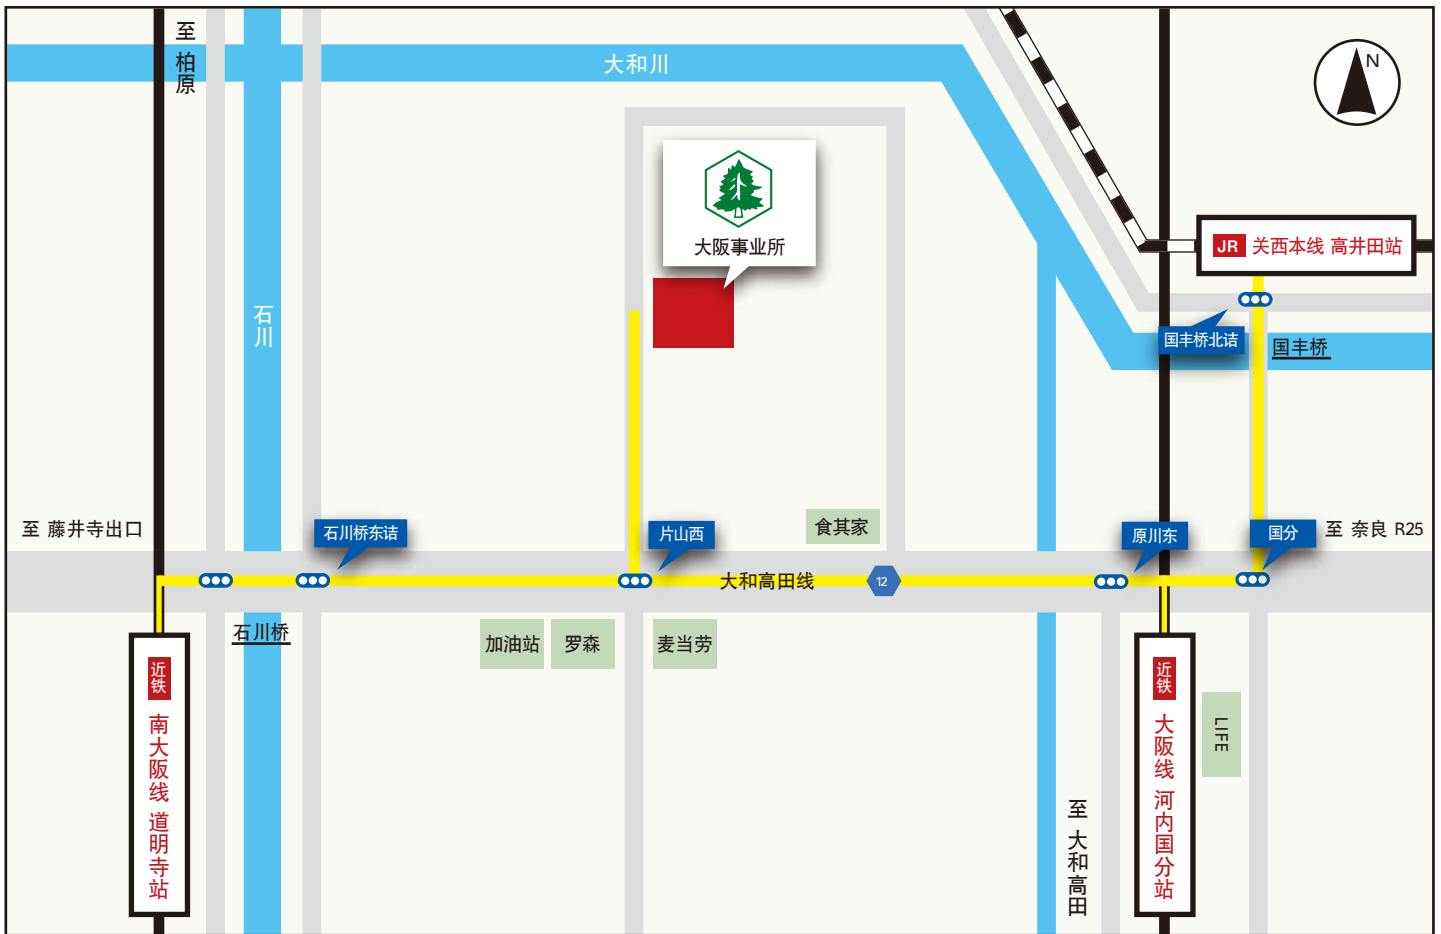 至 柏原
大和川
N
大阪事业所
JR 关西本线 高井田站
石川
国丰桥北诘
国丰桥
至 藤井寺出口
石川桥东诘
片山西
食其家
原川东
国分
至 奈良 R25
大和高田线
12
石川桥
加油站
罗森
麦当劳
近铁
南大阪线 道明寺站
近铁
大阪线 河内国分站
LIFE
至 大和高田